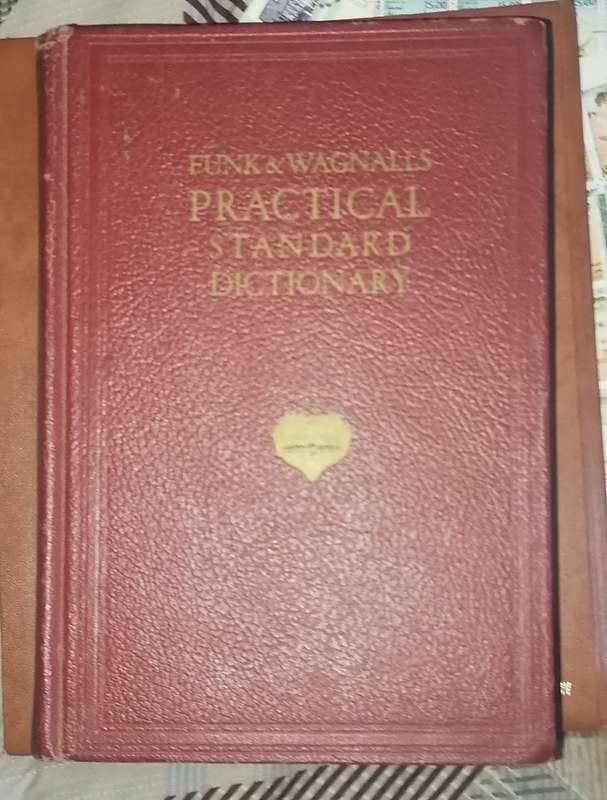 FUNK & WAGNALLS
PRACTICAL
STANDARD
DICTIONARY